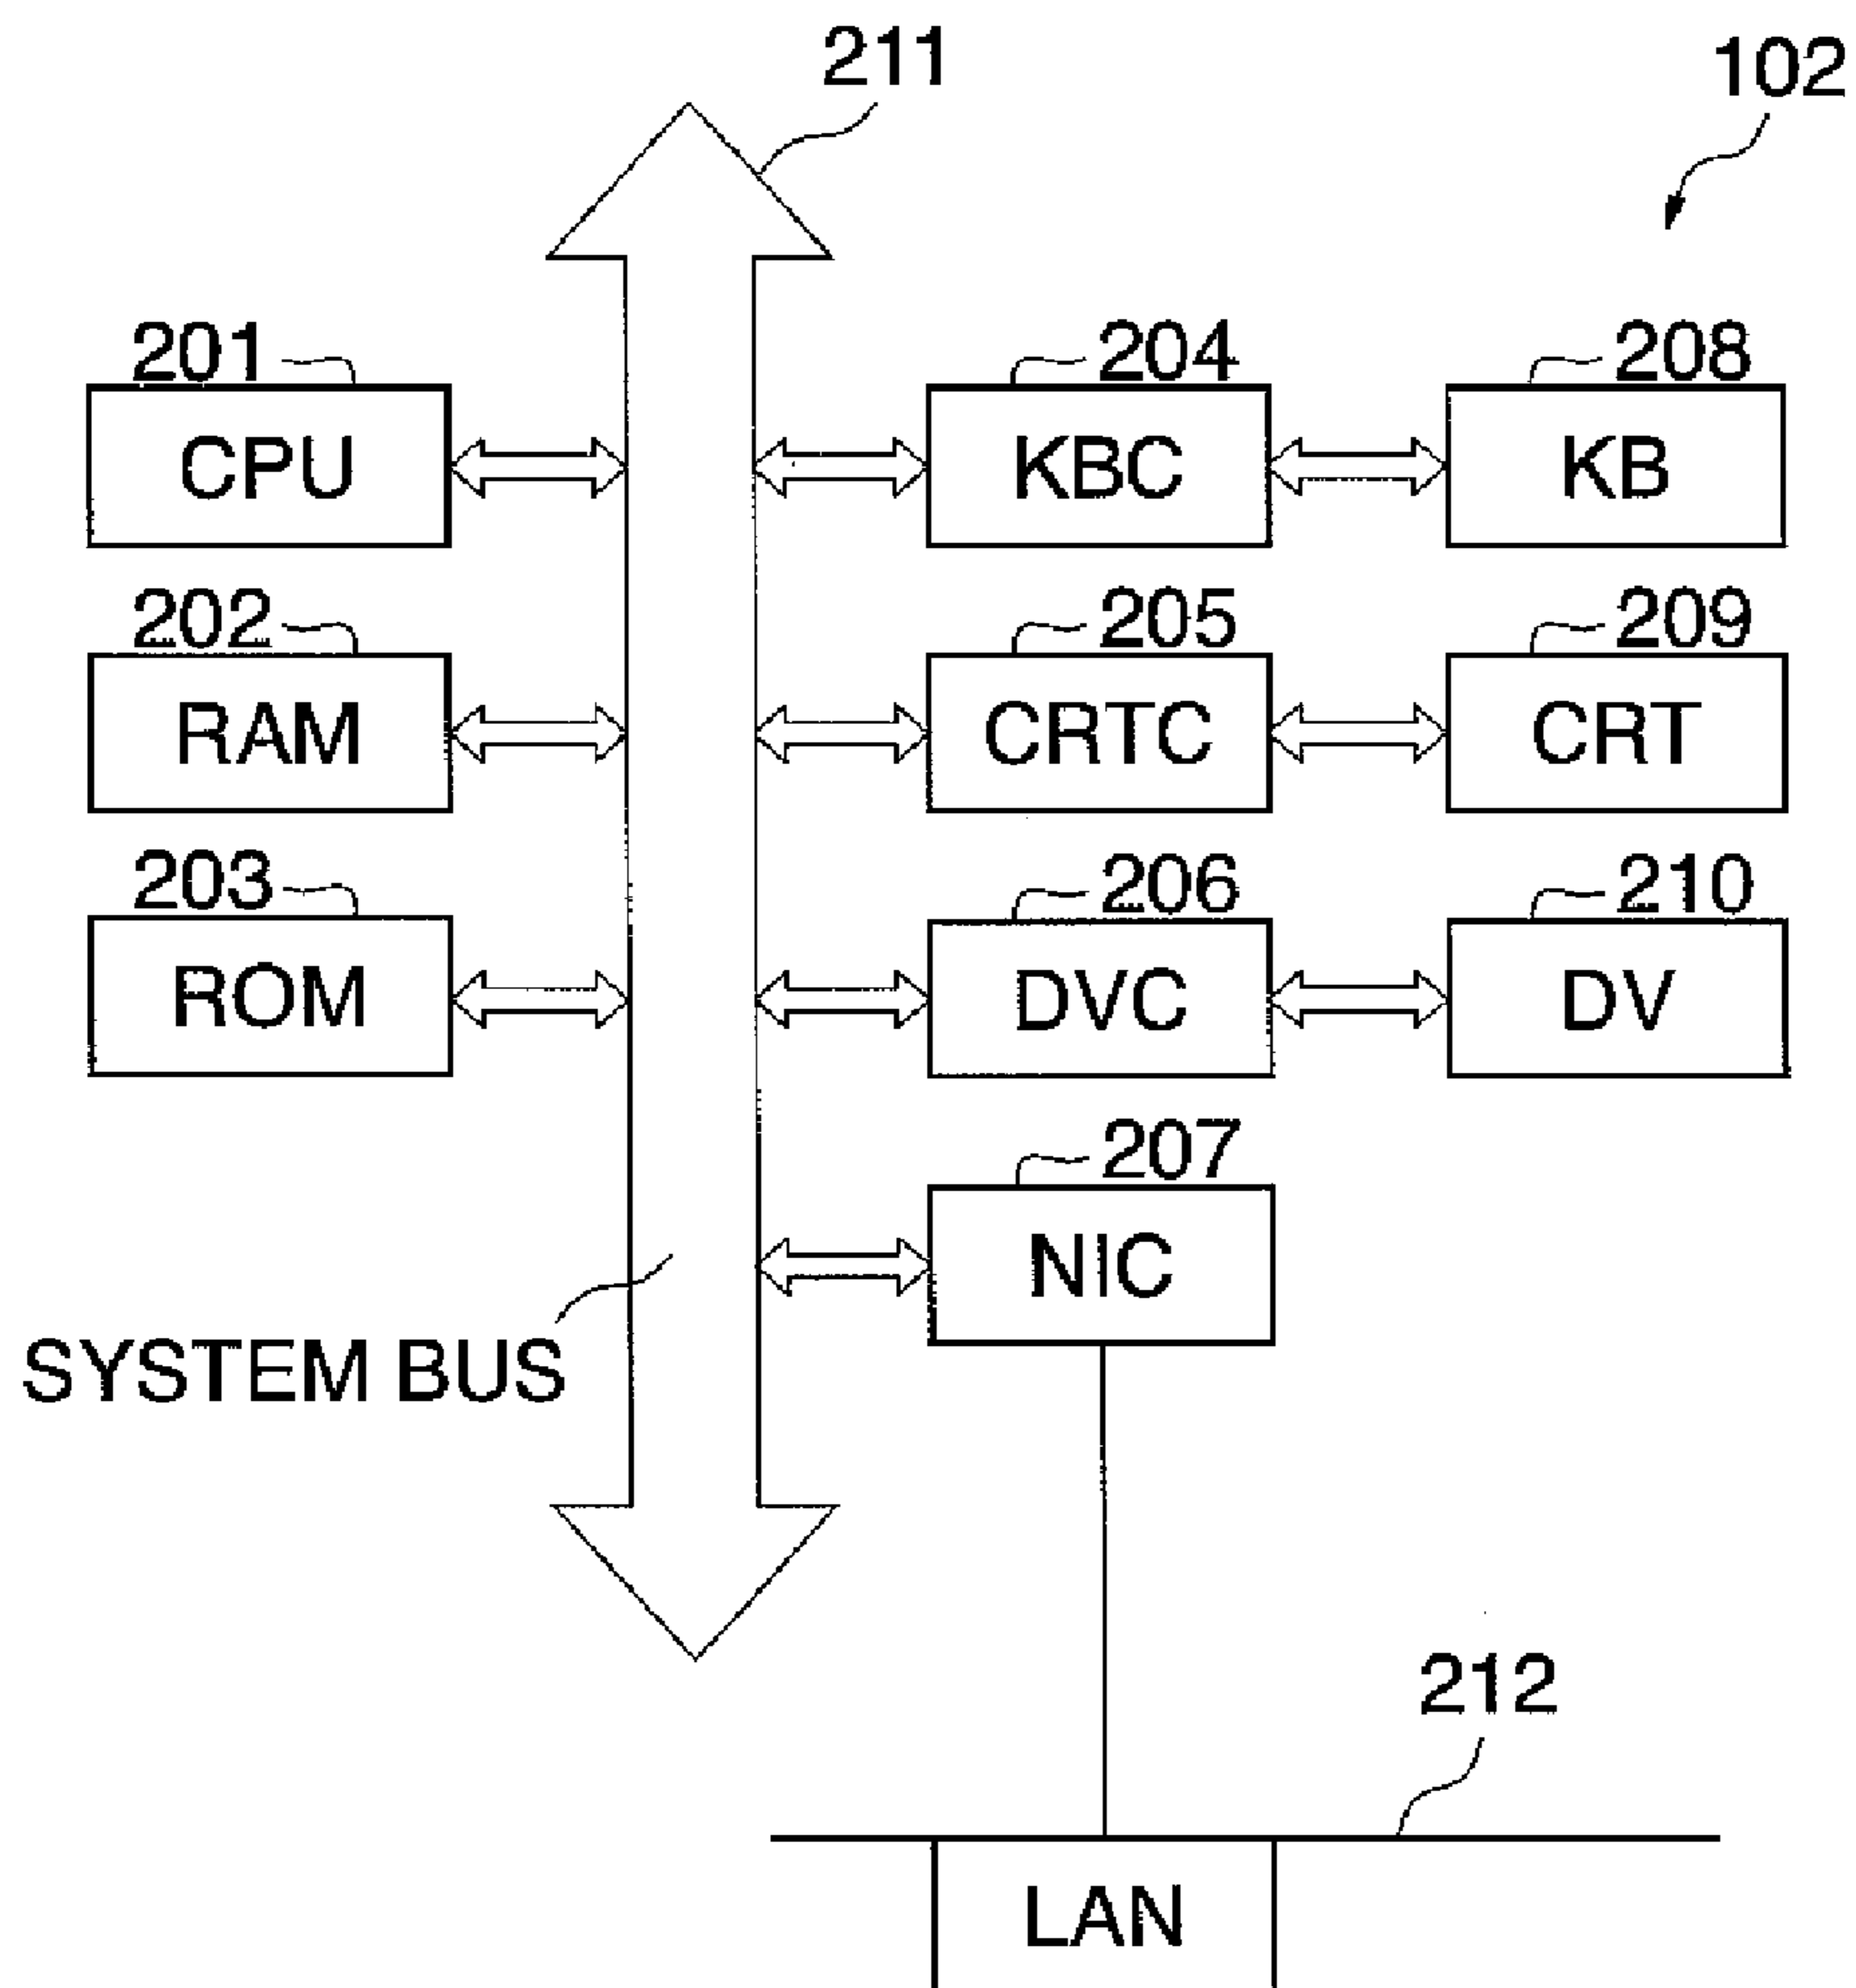 211
102
201
204
208
CPU
KBC
KB
202
205
209
RAM
CRTC
CRT
203
206
210
ROM
DVC
DV
207
NIC
SYSTEM BUS
212
LAN